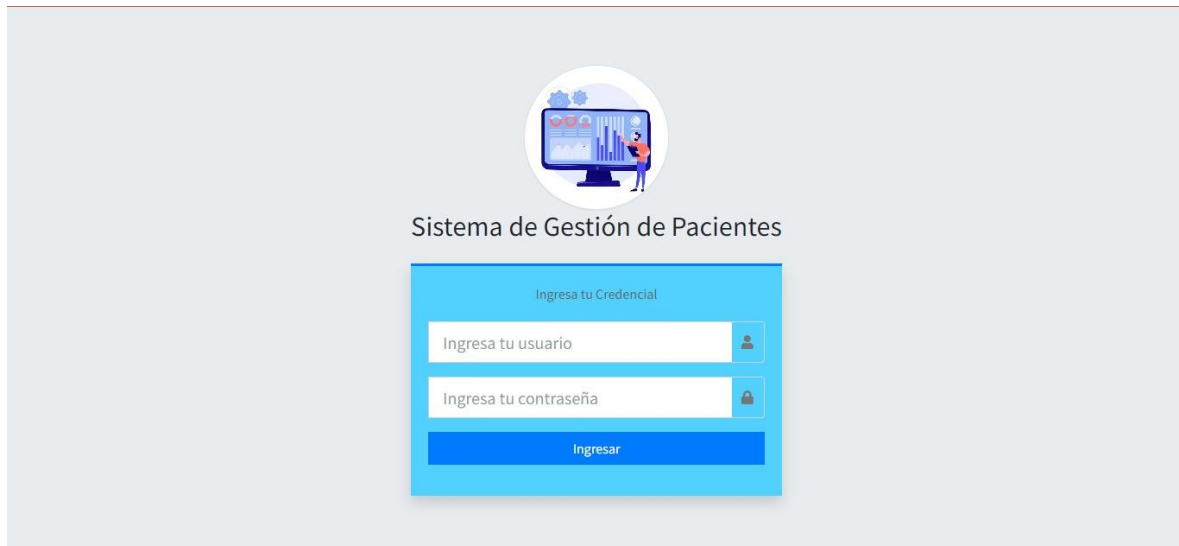 Sistema de Gestión de Pacientes
Ingresa tu Credencial
Ingresa tu usuario
Ingresa tu contraseña
Ingresar